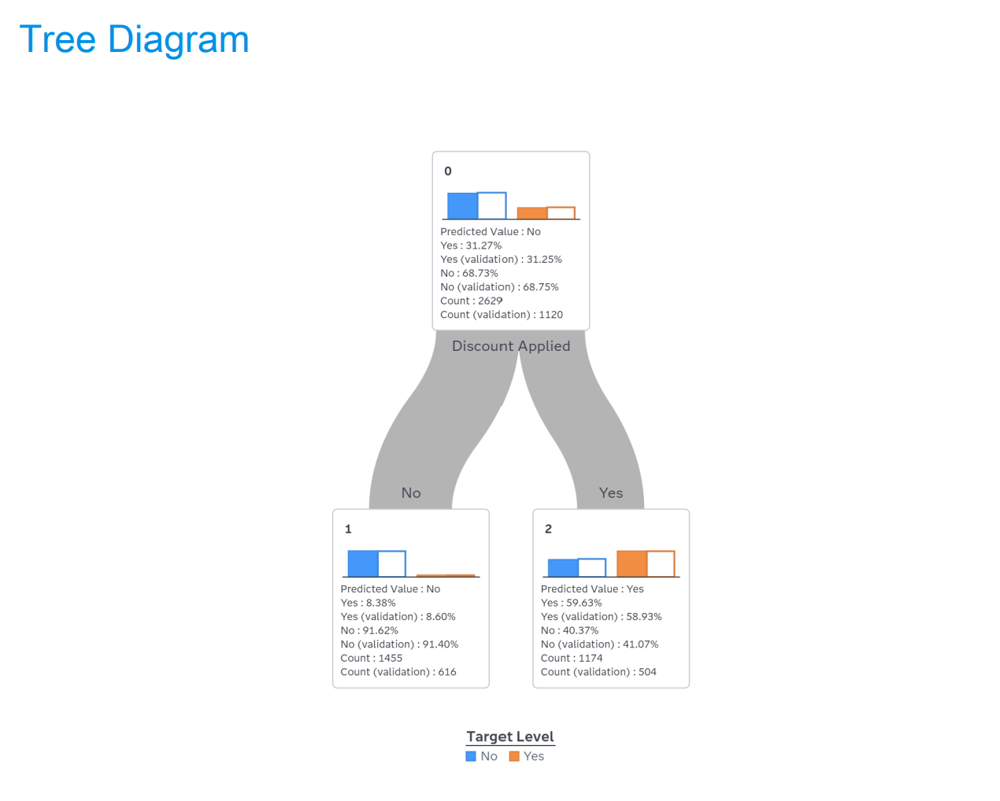 Tree Diagram
0
Predicted Value : No
Yes : 31.27%
Yes (validation) : 31.25%
No : 68.73%
No (validation) : 68.75%
Count : 2629
Count (validation) : 1120
Discount Applied
No
Yes
1
Predicted Value : No
Yes : 8.38%
Yes (validation) : 8.60%
No : 91.62%
No (validation) : 91.40%
Count : 1455
Count (validation) : 616
2
Predicted Value : Yes
Yes : 59.63%
Yes (validation) : 58.93%
No : 40.37%
No (validation) : 41.07%
Count : 1174
Count (validation) : 504
Target Level
No Yes